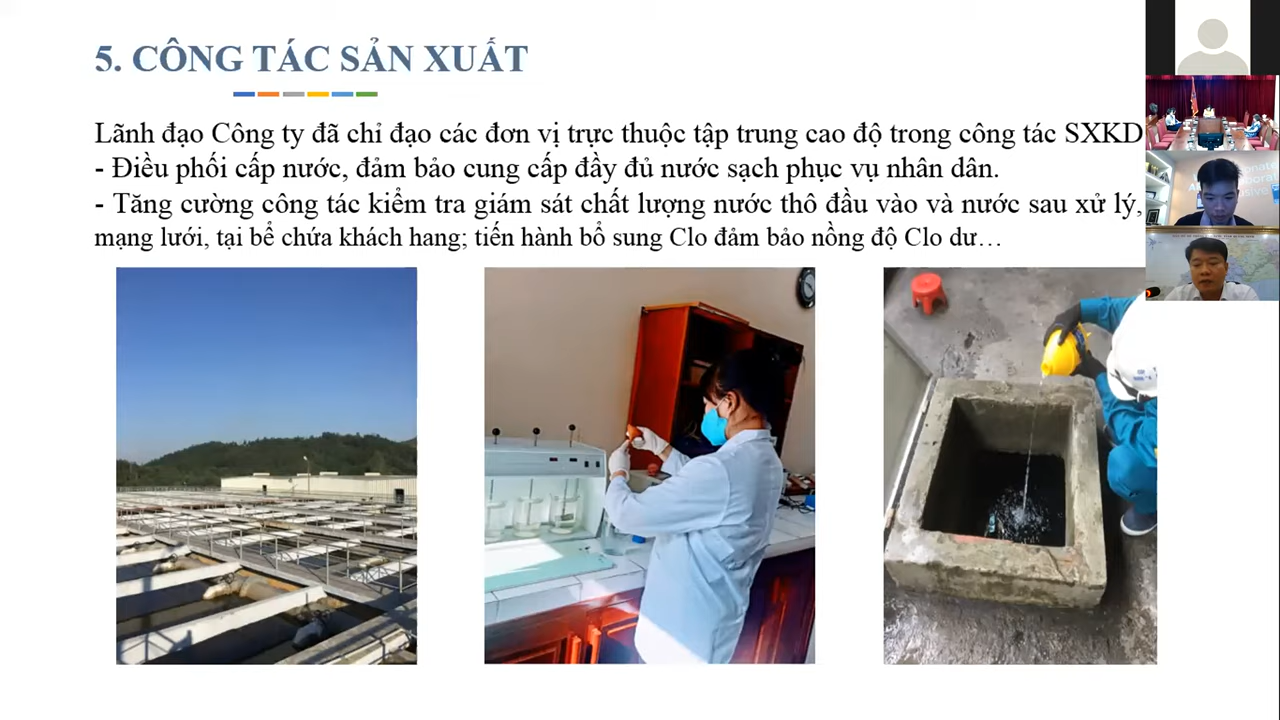 5. CÔNG TÁC SẢN XUẤT
Lãnh đạo Công ty đã chỉ đạo các đơn vị trực thuộc tập trung cao độ trong công tác SXKD
- Điều phối cấp nước, đảm bảo cung cấp đầy đủ nước sạch phục vụ nhân dân.
- Tăng cường công tác kiểm tra giám sát chất lượng nước thô đầu vào và nước sau xử lý,
mạng lưới, tại bể chứa khách hang; tiến hành bổ sung Clo đảm bảo nồng độ Clo dư…